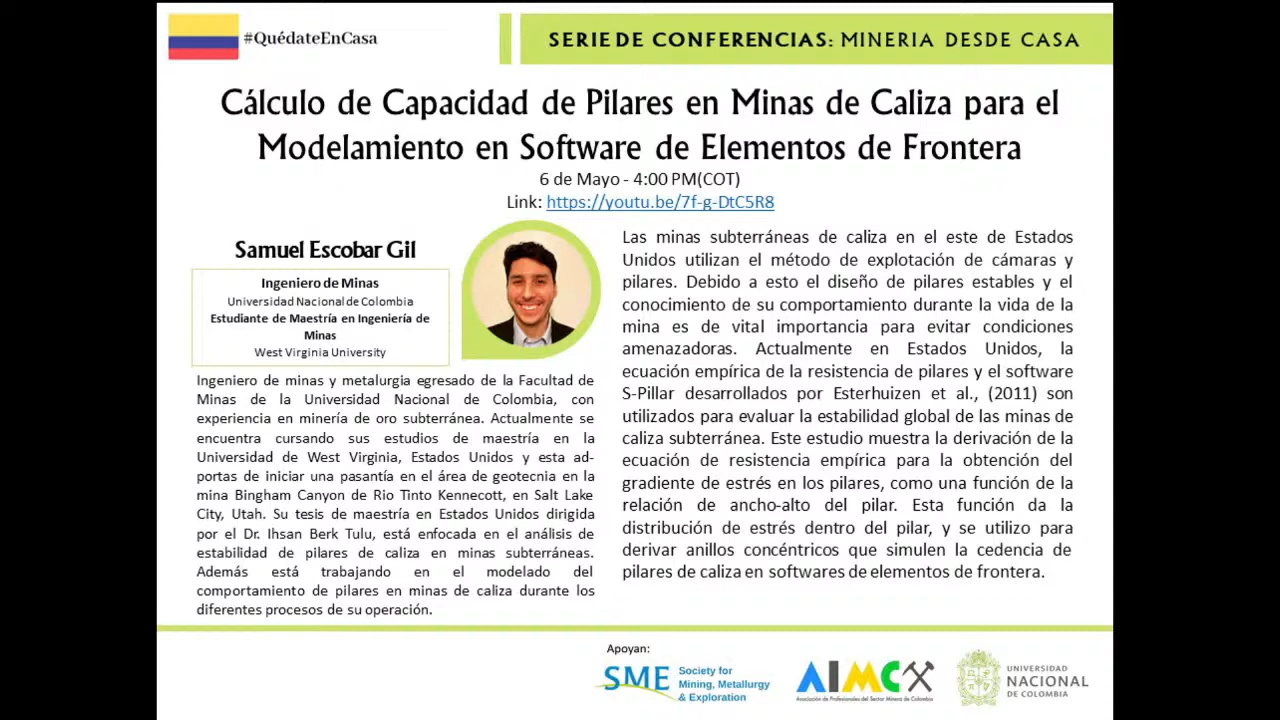 #QuédateEnCasa
SERIE DE CONFERENCIAS: MINERIA DESDE CASA
Cálculo de Capacidad de Pilares en Minas de Caliza para el
Modelamiento en Software de Elementos de Frontera
6 de Mayo - 4:00 PM(COT)
Link: https://youtu.be/7f-g-DtC5R8
Samuel Escobar Gil
Ingeniero de Minas
Universidad Nacional de Colombia
Estudiante de Maestría en Ingeniería de
Minas
West Virginia University
Ingeniero de minas y metalurgia egresado de la Facultad de
Minas de la Universidad Nacional de Colombia, con
experiencia en minería de oro subterránea. Actualmente se
encuentra cursando sus estudios de maestría en la
Universidad de West Virginia, Estados Unidos y esta ad-
portas de iniciar una pasantía en el área de geotecnia en la
mina Bingham Canyon de Rio Tinto Kennecott, en Salt Lake
City, Utah. Su tesis de maestría en Estados Unidos dirigida
por el Dr. Ihsan Berk Tulu, está enfocada en el análisis de
estabilidad de pilares de caliza en minas subterráneas.
Además está trabajando en el modelado del
comportamiento de pilares en minas de caliza durante los
diferentes procesos de su operación.
Las minas subterráneas de caliza en el este de Estados
Unidos utilizan el método de explotación de cámaras y
pilares. Debido a esto el diseño de pilares estables y el
conocimiento de su comportamiento durante la vida de la
mina es de vital importancia para evitar condiciones
amenazadoras. Actualmente en Estados Unidos, la
ecuación empírica de la resistencia de pilares y el software
S-Pillar desarrollados por Esterhuizen et al., (2011) son
utilizados para evaluar la estabilidad global de las minas de
caliza subterránea. Este estudio muestra la derivación de la
ecuación de resistencia empírica para la obtención del
gradiente de estrés en los pilares, como una función de la
relación de ancho-alto del pilar. Esta función da la
distribución de estrés dentro del pilar, y se utilizo para
derivar anillos concéntricos que simulen la cedencia de
pilares de caliza en softwares de elementos de frontera.
Apoyan:
SME
Society for
Mining, Metallurgy
& Exploration
AIMC
Asociación de Profesionales del Sector Minero de Colombia
UNIVERSIDAD
NACIONAL
DE COLOMBIA